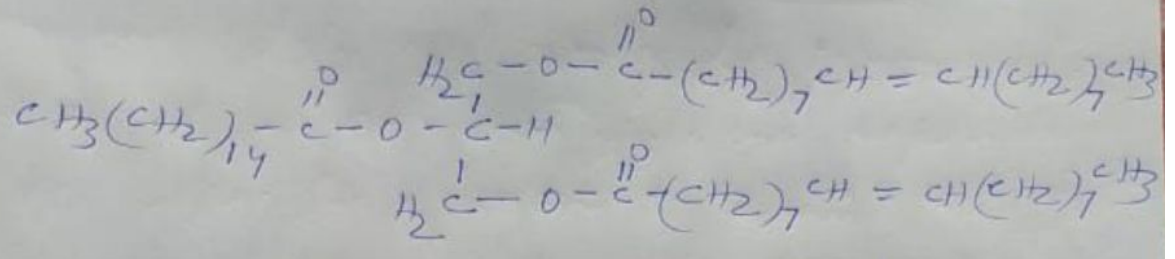 O
||
H₂C-O-C-(CH₂)₇CH=CH(CH₂)₇CH₃
O
||
CH₃(CH₂)₁₄-C-O-C-H
O
||
H₂C-O-C-(CH₂)₇CH=CH(CH₂)₇CH₃